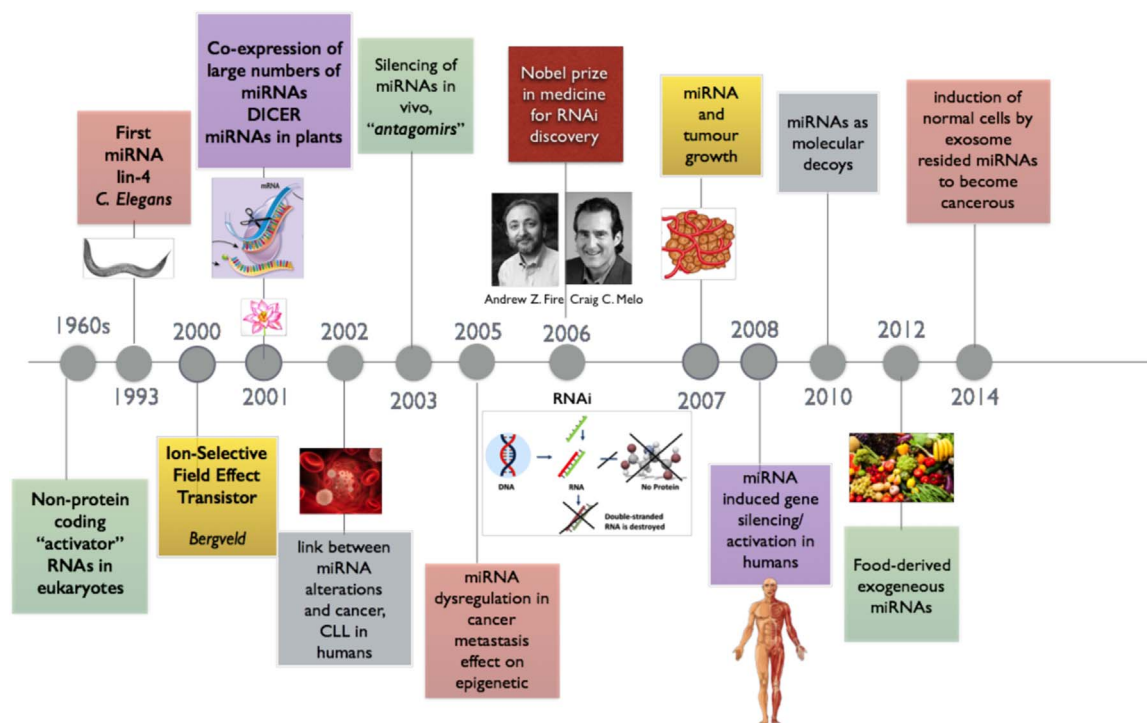 First
miRNA
lin-4
C. Elegans
Co-expression of
large numbers of
miRNAs
DICER
miRNAs in plants
mRNA
Silencing of
miRNAs in
vivo,
“antagomirs”
Nobel prize
in medicine
for RNAi
discovery
Andrew Z. Fire
Craig C. Melo
miRNA
and
tumour
growth
miRNAs as
molecular
decoys
induction of
normal cells by
exosome
resided miRNAs
to become
cancerous
1960s
1993
2000
2001
2002
2003
2005
2006
2007
2008
2010
2012
2014
Non-protein
coding
“activator”
RNAs in
eukaryotes
Ion-Selective
Field Effect
Transistor
Bergveld
link between
miRNA
alterations
and cancer,
CLL in
humans
miRNA
dysregulation in
cancer
metastasis
effect on
epigenetic
RNAi
DNA
RNA
No Protein
Double-stranded
RNA is destroyed
miRNA
induced gene
silencing/
activation in
humans
Food-derived
exogeneous
miRNAs